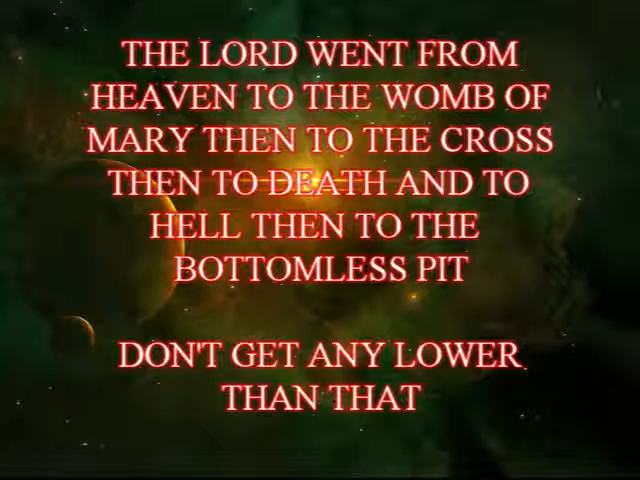 THE LORD WENT FROM
HEAVEN TO THE WOMB OF
MARY THEN TO THE CROSS
THEN TO DEATH AND TO
HELL THEN TO THE
BOTTOMLESS PIT
DON'T GET ANY LOWER
THAN THAT